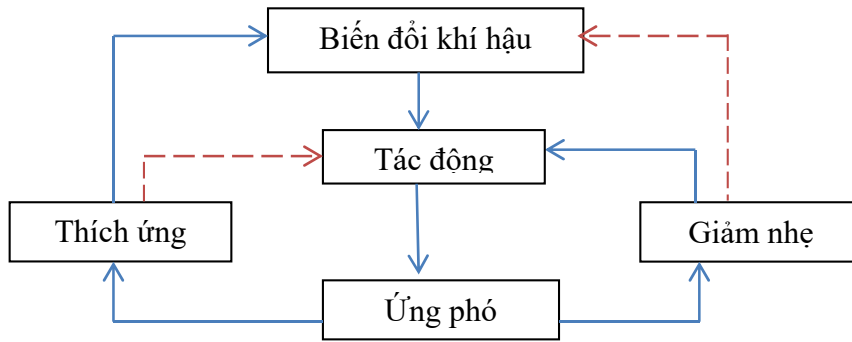 Biến đổi khí hậu
Tác động
Thích ứng
Giảm nhẹ
Ứng phó